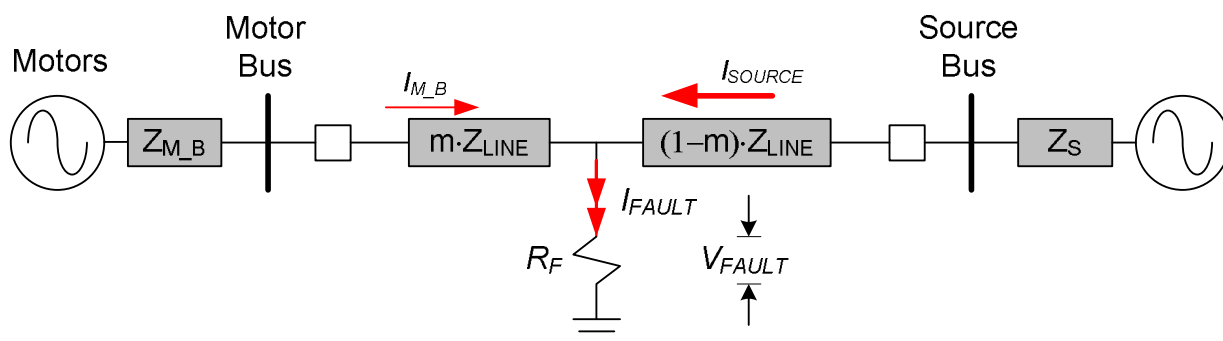 Motors
Motor
Bus
Source
Bus
I_M_B
I_SOURCE
Z_M_B
m·Z_LINE
(1–m)·Z_LINE
Z_S
I_FAULT
R_F
V_FAULT